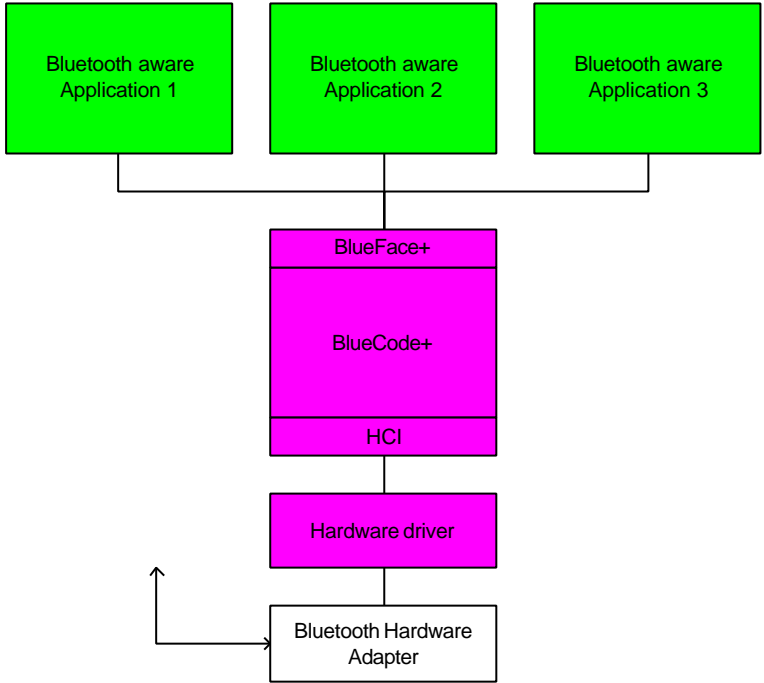 Bluetooth aware
Application 1
Bluetooth aware
Application 2
Bluetooth aware
Application 3
BlueFace+
BlueCode+
HCI
Hardware driver
Bluetooth Hardware
Adapter